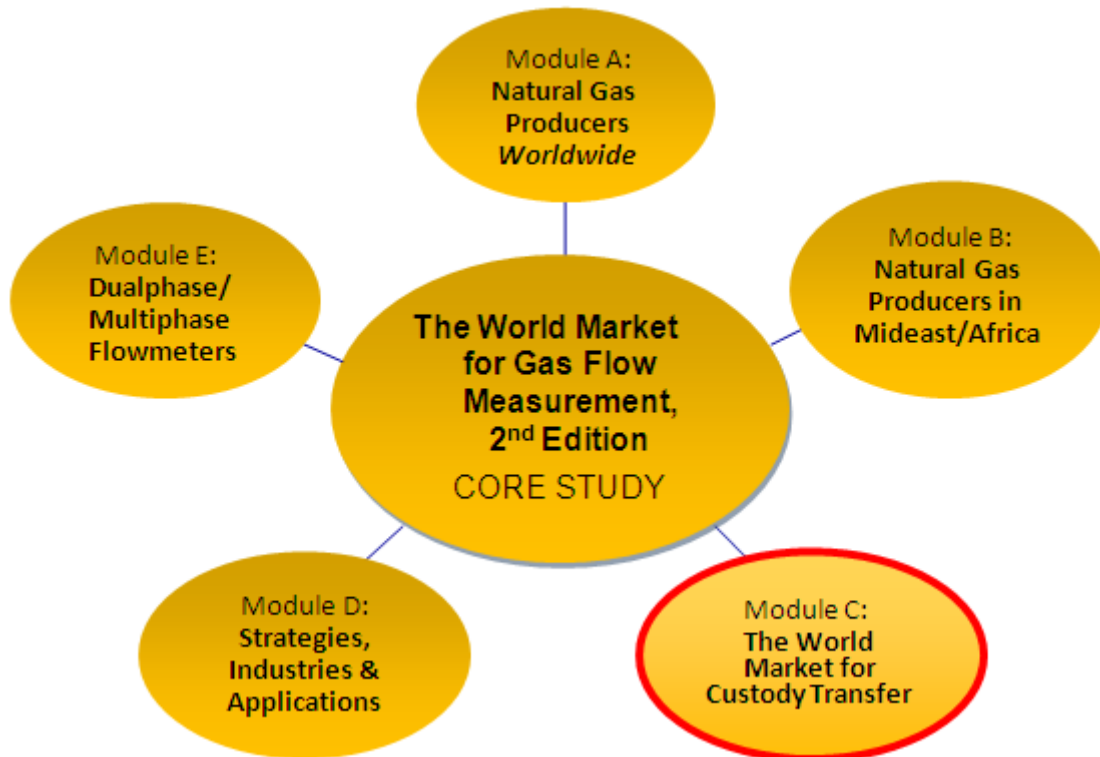 Module A:
Natural Gas
Producers
Worldwide
Module E:
Dualphase/
Multiphase
Flowmeters
Module B:
Natural Gas
Producers in
Mideast/Africa
The World Market
for Gas Flow
Measurement,
2nd Edition
CORE STUDY
Module D:
Strategies,
Industries &
Applications
Module C:
The World
Market for
Custody Transfer